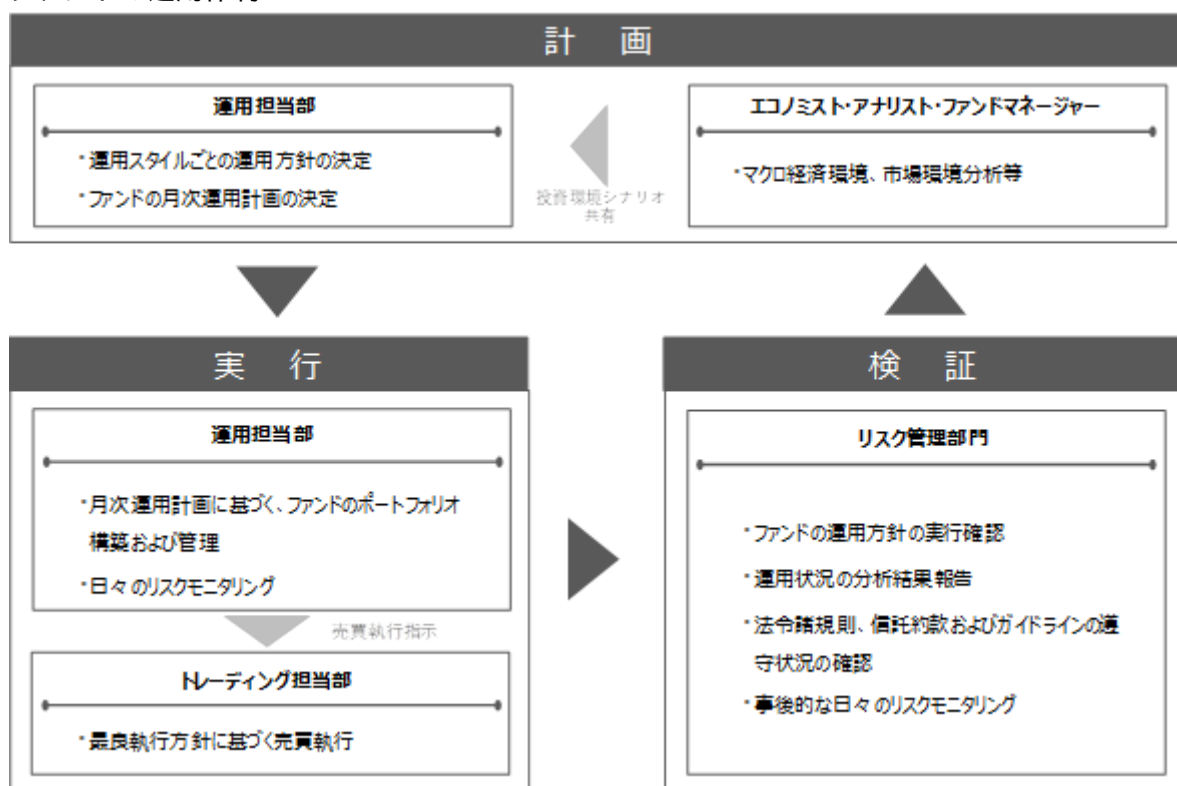 計 画
運用担当部
・運用スタイルごとの運用方針の決定
・ファンドの月次運用計画の決定
投資環境シナリオ
共有
エコノミスト・アナリスト・ファンドマネージャー
・マクロ経済環境、市場環境分析等
実 行
運用担当部
・月次運用計画に基づく、ファンドのポートフォリオ
構築および管理
・日々のリスクモニタリング
売買執行指示
トレーディング担当部
・最良執行方針に基づく売買執行
検 証
リスク管理部門
・ファンドの運用方針の実行確認
・運用状況の分析結果報告
・法令諸規則、信託約款およびガイドラインの遵
守状況の確認
・事後的な日々のリスクモニタリング